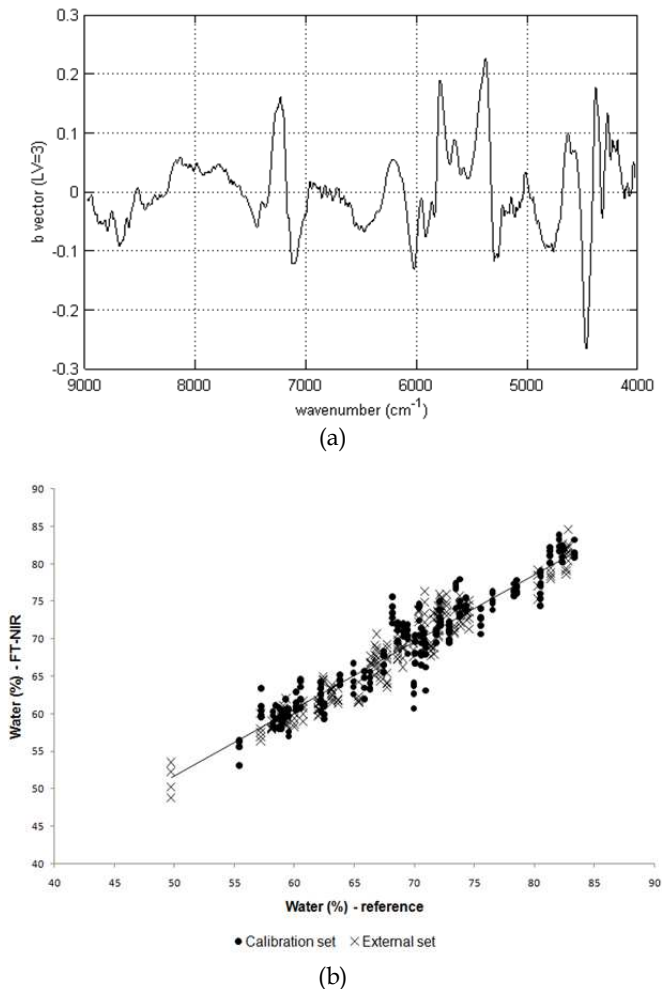 0.3
0.2
0.1
0
-0.1
-0.2
-0.3
b vector (LV=3)
9000 8000 7000 6000 5000 4000
wavenumber (cm⁻¹)
(a)
90
85
80
75
70
65
60
55
50
45
40
Water (%) - FT-NIR
40 45 50 55 60 65 70 75 80 85 90
Water (%) - reference
● Calibration set × External set
(b)